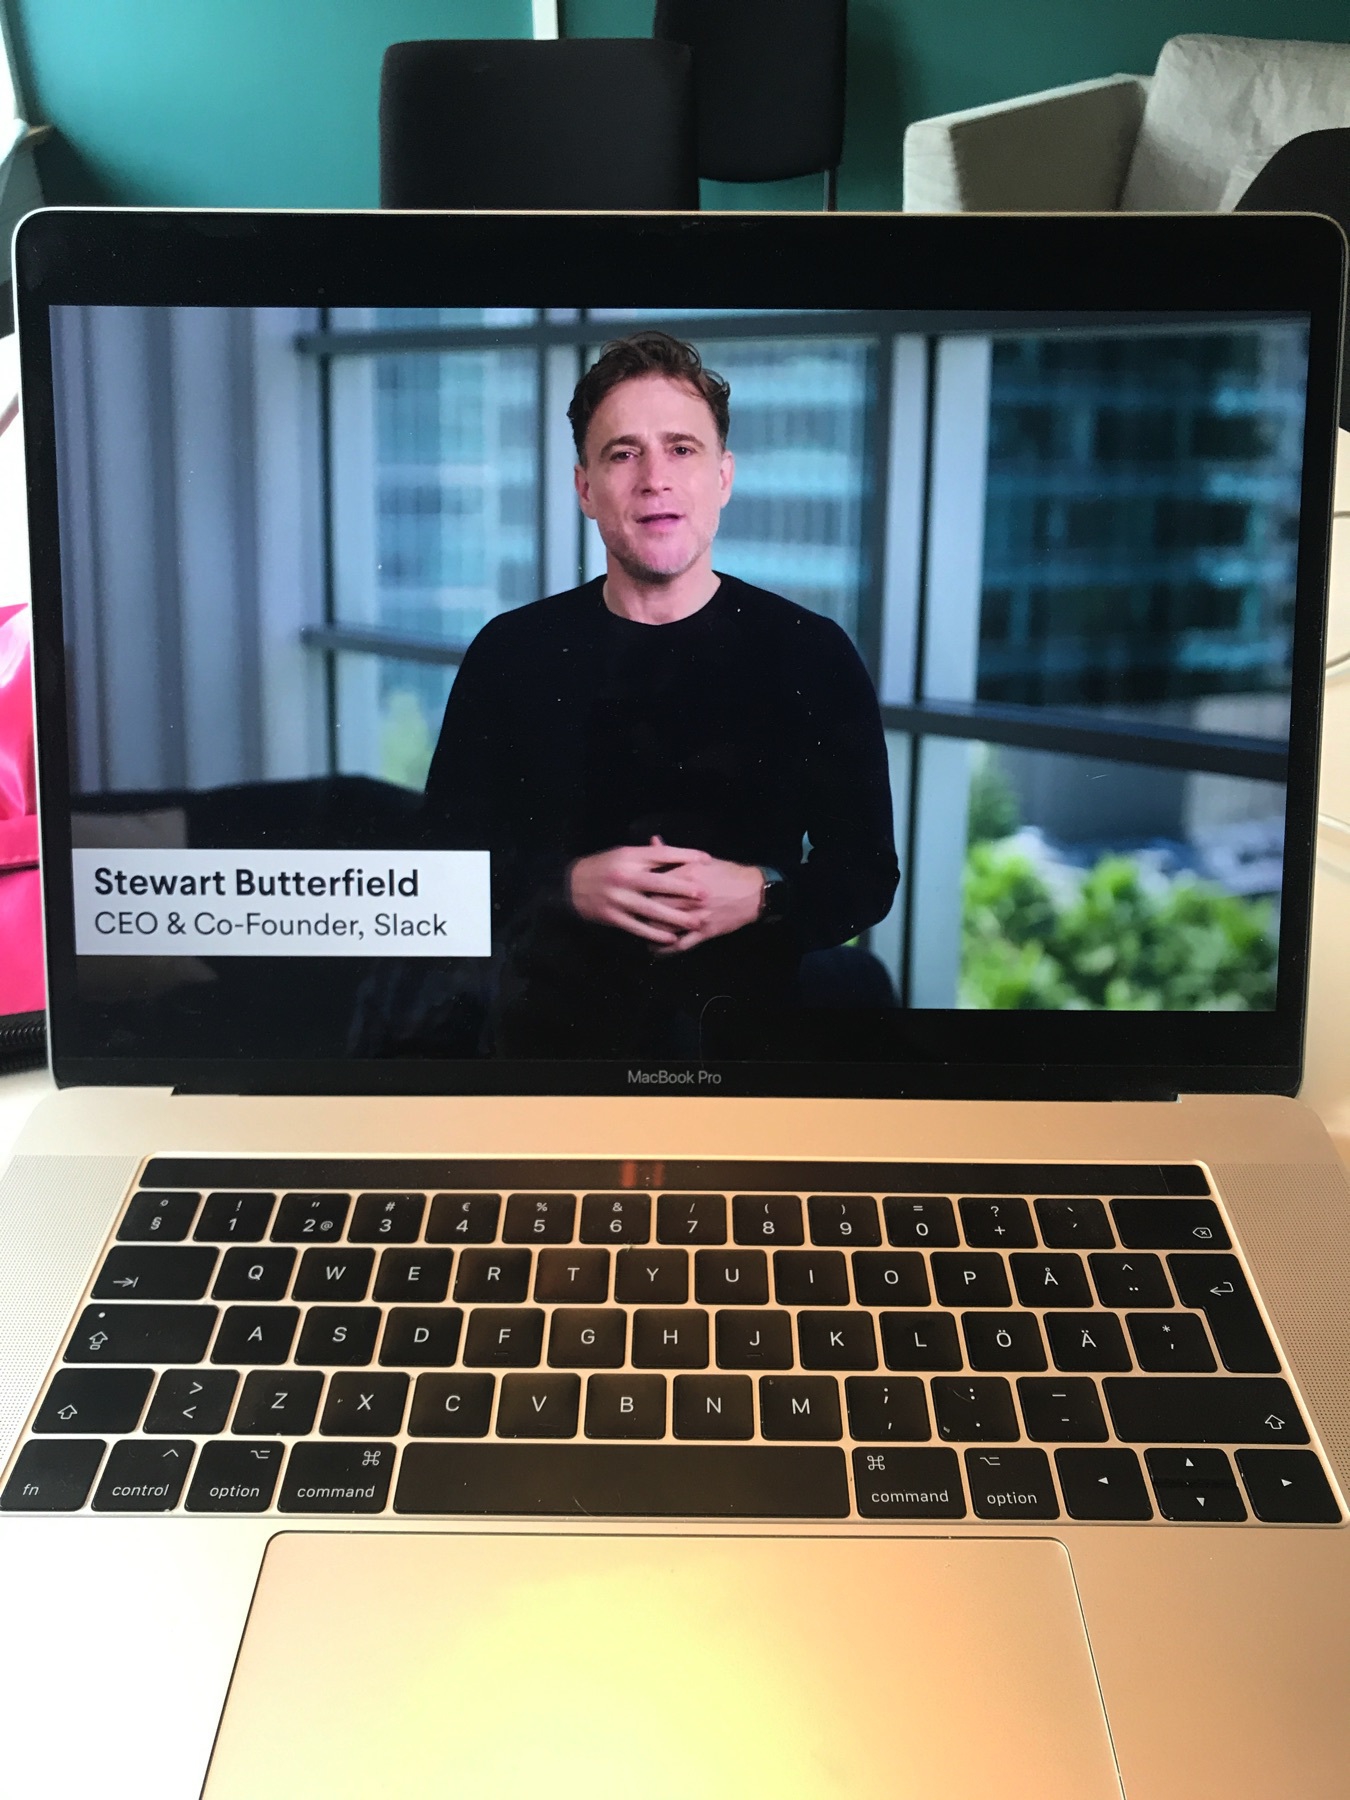 Stewart Butterfield
CEO & Co-Founder, Slack
MacBook Pro
° ! " # € % & / ( ) = ? `
§ 1 2 @ 3 4 5 6 7 8 9 0 + ´
Q W E R T Y U I O P Å ^ ¨
A S D F G H J K L Ö Ä * '
> < Z X C V B N M ; , : . _ -
fn control option command command option